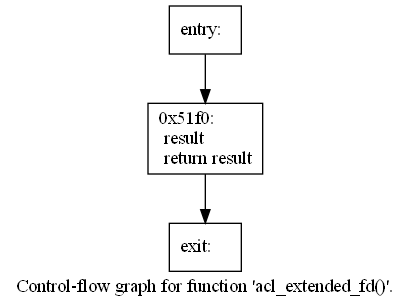 entry:
0x51f0:
result
return result
exit:
Control-flow graph for function 'acl_extended_fd()'.